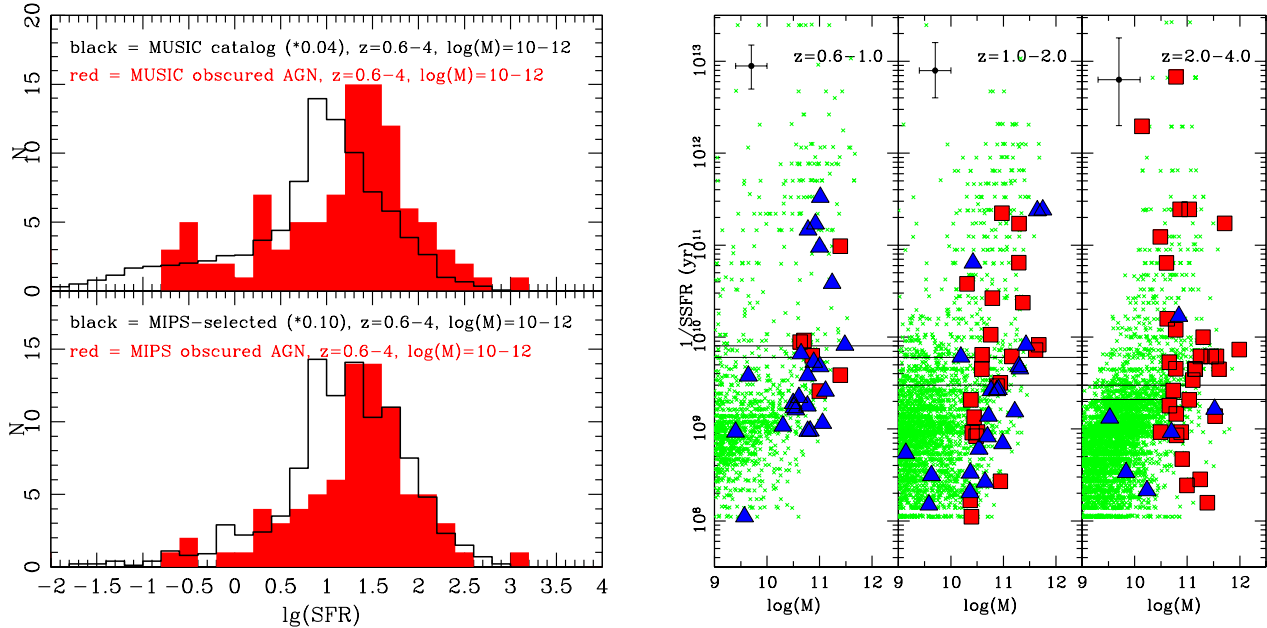 20
black = MUSIC catalog (*0.04), z=0.6-4, log(M)=10-12
red = MUSIC obscured AGN, z=0.6-4, log(M)=10-12
15
N
10
5
0
black = MIPS-selected (*0.10), z=0.6-4, log(M)=10-12
red = MIPS obscured AGN, z=0.6-4, log(M)=10-12
15
10
N
5
0
-2 -1.5 -1 -0.5 0 0.5 1 1.5 2 2.5 3 3.5 4
lg(SFR)
z=0.6-1.0 z=1.0-2.0 z=2.0-4.0
10^13
10^12
10^11
1/SSFR (yr)
10^10
10^9
10^8
9 10 11 12 9 10 11 12 9 10 11 12
log(M) log(M) log(M)